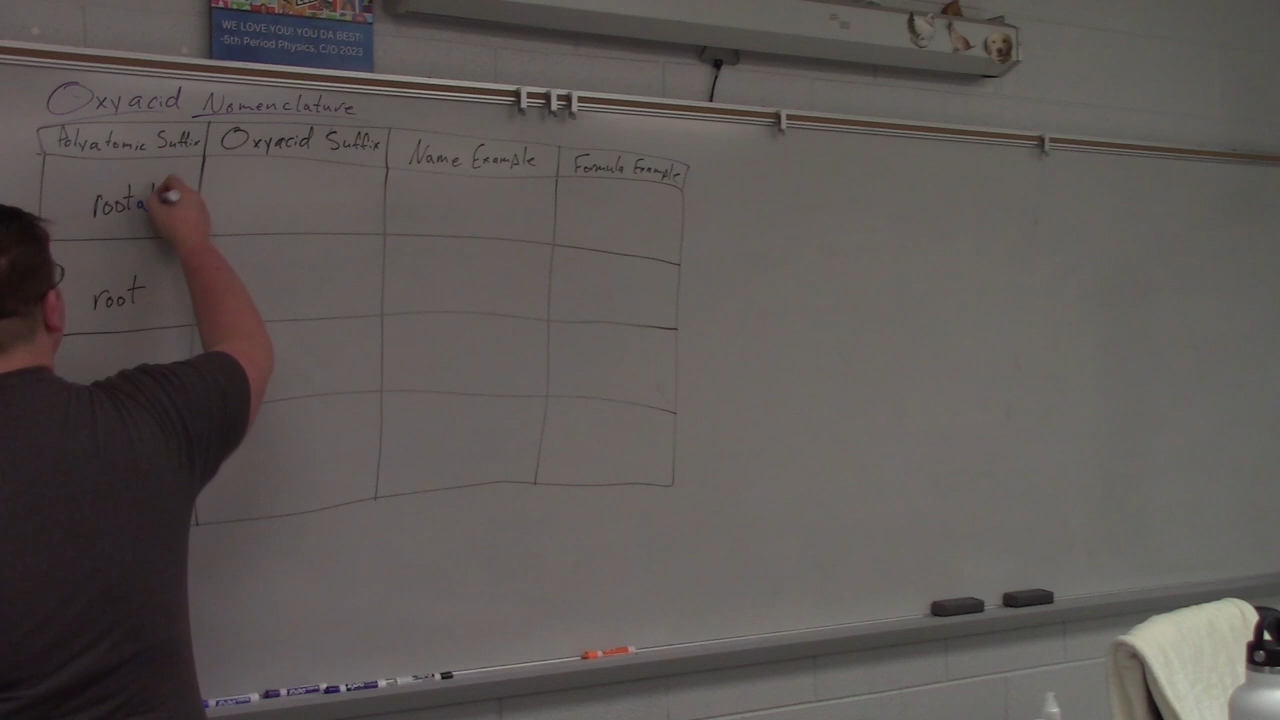 WE LOVE YOU! YOU DA BEST!
-5th Period Physics, C/O 2023
Oxyacid Nomenclature
Polyatomic Suffix
Oxyacid Suffix
Name Example
Formula Example
root
root